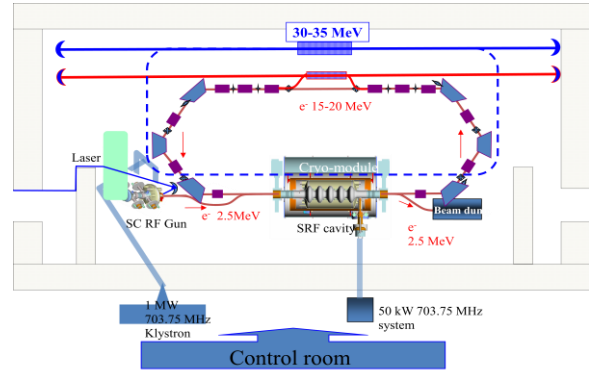 30-35 MeV
e- 15-20 MeV
Laser
Cryo-module
SC RF Gun
e- 2.5MeV
SRF cavity
Beam dun
e-
2.5 MeV
1 MW
703.75 MHz
Klystron
50 kW 703.75 MHz
system
Control room